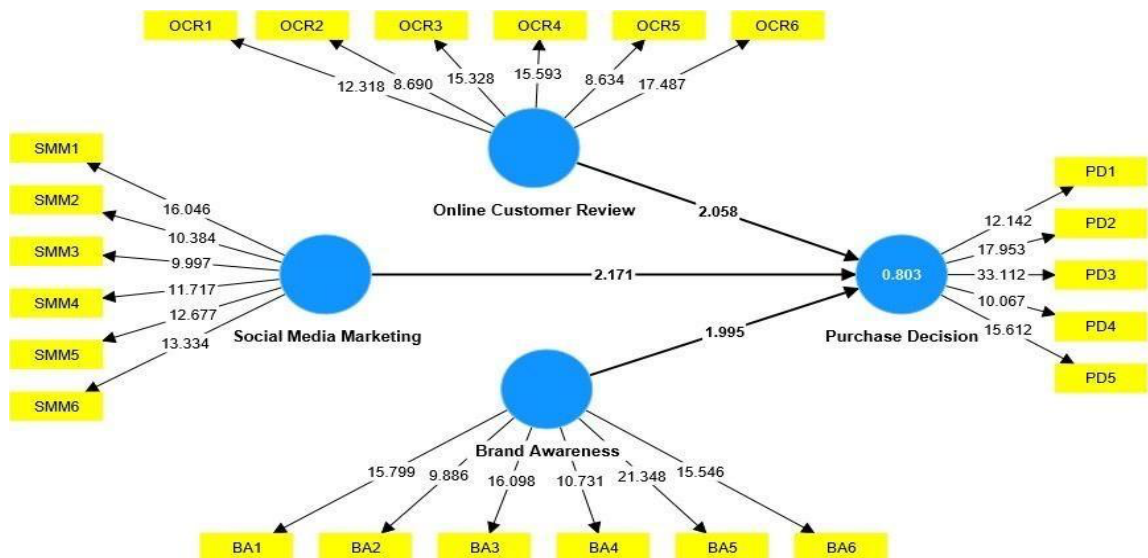 OCR1 OCR2 OCR3 OCR4 OCR5 OCR6
12.318 8.690 15.328 15.593 8.634 17.487
Online Customer Review
SMM1
SMM2
SMM3
SMM4
SMM5
SMM6
16.046
10.384
9.997
11.717
12.677
13.334
Social Media Marketing
2.058
2.171
1.995
0.803
Purchase Decision
12.142
17.953
33.112
10.067
15.612
PD1
PD2
PD3
PD4
PD5
Brand Awareness
15.799 9.886 16.098 10.731 21.348 15.546
BA1 BA2 BA3 BA4 BA5 BA6